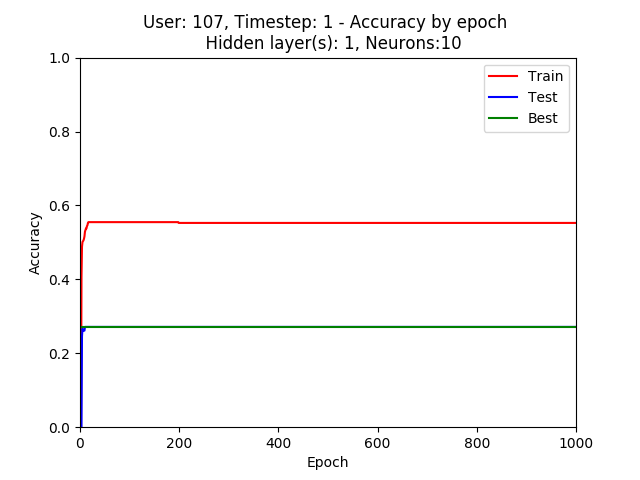 User: 107, Timestep: 1 - Accuracy by epoch
Hidden layer(s): 1, Neurons:10
1.0
0.8
0.6
0.4
0.2
0.0
Accuracy
Train
Test
Best
0 200 400 600 800 1000
Epoch